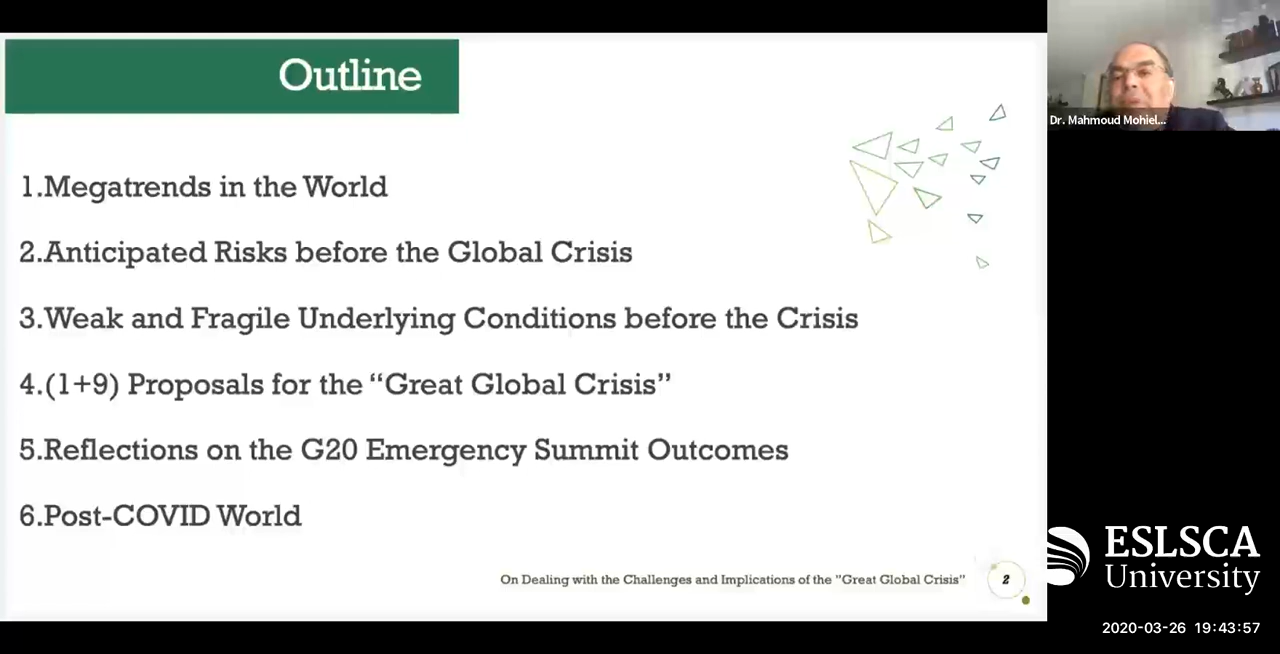 Outline
1.Megatrends in the World
2.Anticipated Risks before the Global Crisis
3.Weak and Fragile Underlying Conditions before the Crisis
4.(1+9) Proposals for the “Great Global Crisis”
5.Reflections on the G20 Emergency Summit Outcomes
6.Post-COVID World
On Dealing with the Challenges and Implications of the "Great Global Crisis"
2
Dr. Mahmoud Mohiel...
ESLSCA
University
2020-03-26 19:43:57